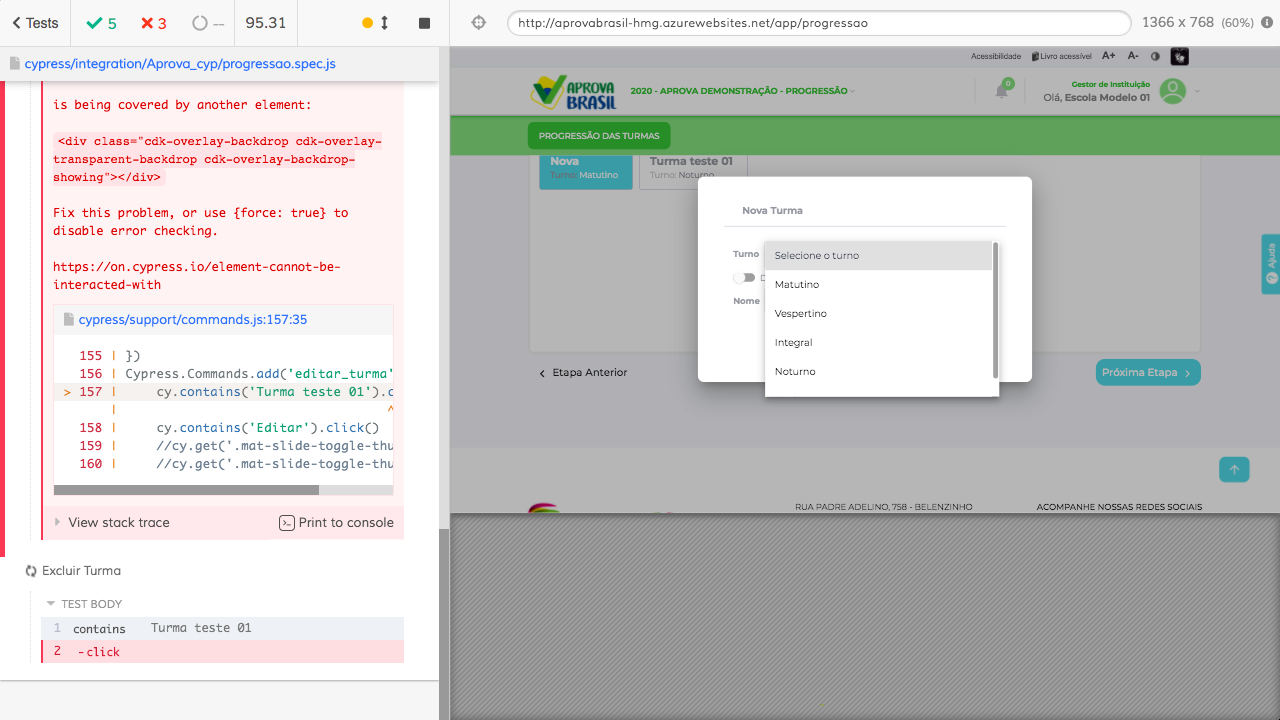 Tests
5
3
--
95.31
http://aprovabrasil-hmg.azurewebsites.net/app/progressao
1366 x 768 (60%)
cypress/integration/Aprova_cyp/progressao.spec.js
is being covered by another element:
<div class="cdk-overlay-backdrop cdk-overlay-
transparent-backdrop cdk-overlay-backdrop-
showing"></div>
Fix this problem, or use {force: true} to
disable error checking.
https://on.cypress.io/element-cannot-be-
interacted-with
cypress/support/commands.js:157:35
155 | })
156 | Cypress.Commands.add('editar_turma'
> 157 | cy.contains('Turma teste 01').c
| ^
158 | cy.contains('Editar').click()
159 | //cy.get('.mat-slide-toggle-thu
160 | //cy.get('.mat-slide-toggle-thu
View stack trace
Print to console
Excluir Turma
TEST BODY
1 contains Turma teste 01
2 -click
Acessibilidade
Livro acessível
A+
A-
APROVA
BRASIL
2020 - APROVA DEMONSTRAÇÃO - PROGRESSÃO
0
Gestor de Instituição
Olá, Escola Modelo 01
PROGRESSÃO DAS TURMAS
Nova
Turno: Matutino
Turma teste 01
Turno: Noturno
Nova Turma
Turno
Selecione o turno
D
Matutino
Nome
Vespertino
Integral
Noturno
Ajuda
Etapa Anterior
Próxima Etapa
RUA PADRE ADELINO, 758 - BELENZINHO
ACOMPANHE NOSSAS REDES SOCIAIS